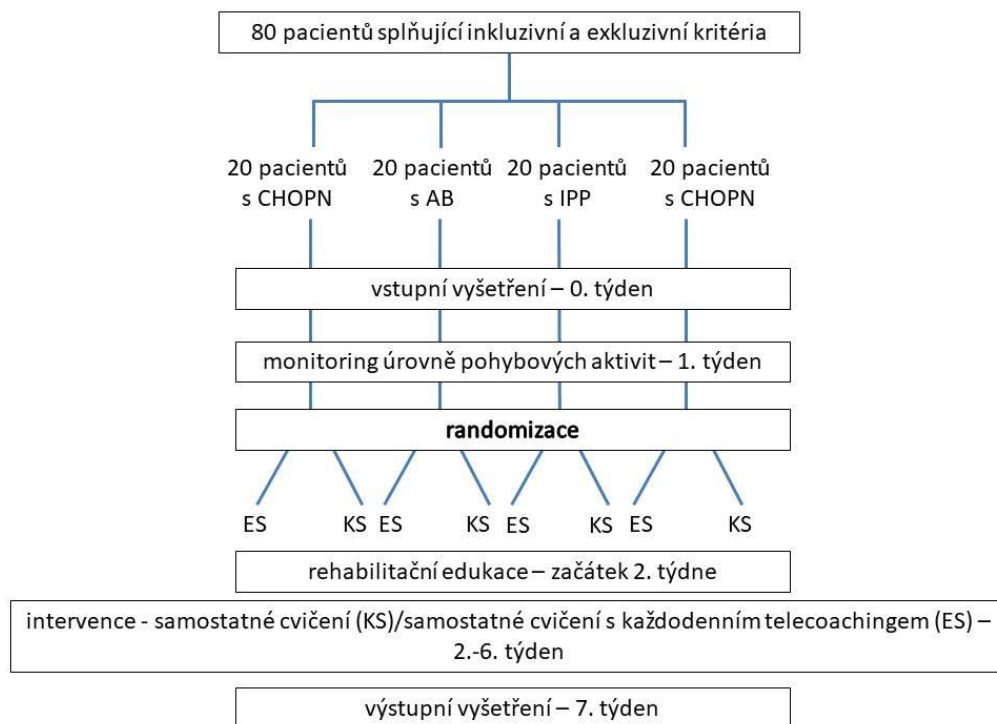 80 pacientů splňující inkluzivní a exkluzivní kritéria
20 pacientů
s CHOPN
20 pacientů
s AB
20 pacientů
s IPP
20 pacientů
s CHOPN
vstupní vyšetření – 0. týden
monitoring úrovně pohybových aktivit – 1. týden
randomizace
ES KS ES KS ES KS ES KS
rehabilitační edukace – začátek 2. týdne
intervence - samostatné cvičení (KS)/samostatné cvičení s každodenním telecoachingem (ES) –
2.-6. týden
výstupní vyšetření – 7. týden